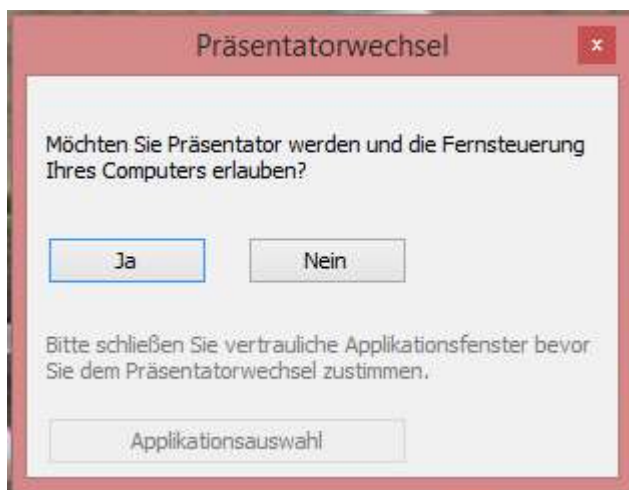 Präsentatorwechsel
x
Möchten Sie Präsentator werden und die Fernsteuerung
Ihres Computers erlauben?
Ja
Nein
Bitte schließen Sie vertrauliche Applikationsfenster bevor
Sie dem Präsentatorwechsel zustimmen.
Applikationsauswahl